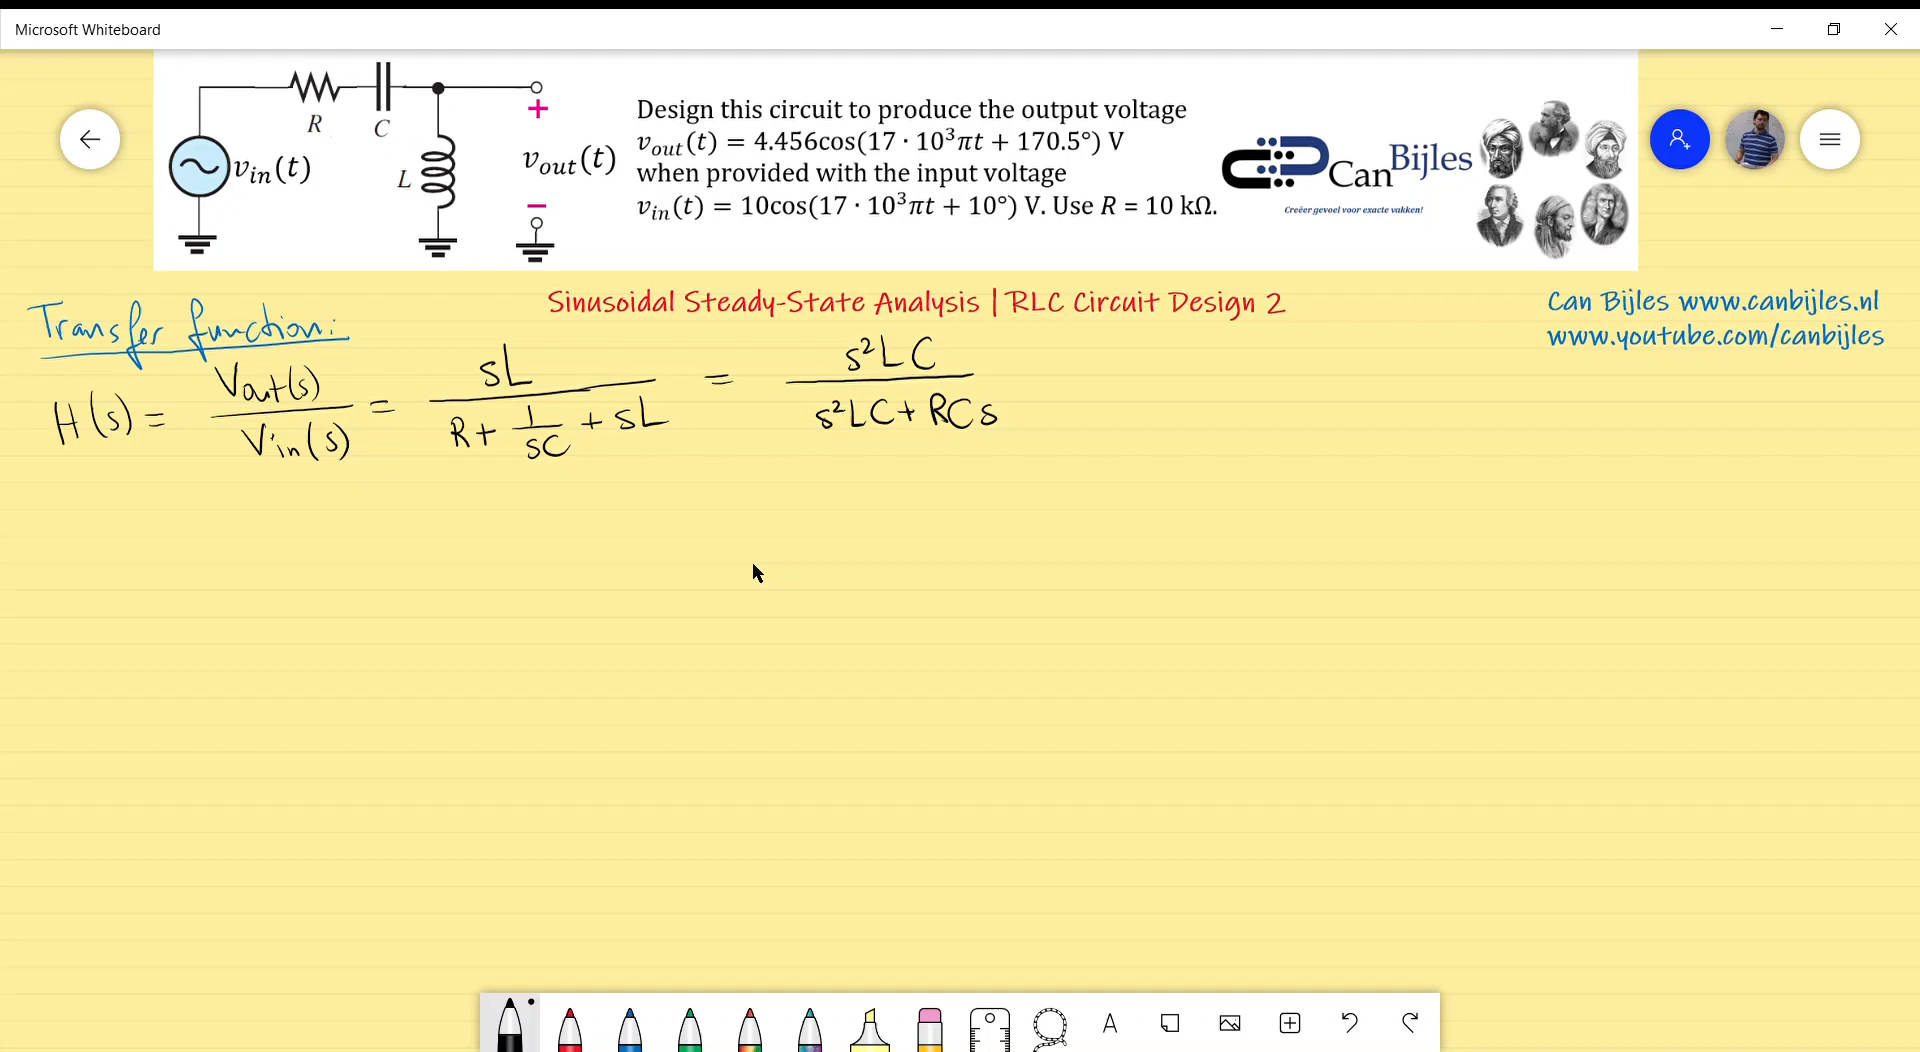 Microsoft Whiteboard
R
C
v_in(t)
L
+
v_out(t)
−
Design this circuit to produce the output voltage
v_out(t) = 4.456cos(17 · 10³πt + 170.5°) V
when provided with the input voltage
v_in(t) = 10cos(17 · 10³πt + 10°) V. Use R = 10 kΩ.
Can Bijles
Creëer gevoel voor exacte vakken!
Sinusoidal Steady-State Analysis | RLC Circuit Design 2
Can Bijles www.canbijles.nl
www.youtube.com/canbijles
Transfer function:
H(s) = Vout(s) / Vin(s) = sL / (R + 1/sC + sL) = s²LC / (s²LC + RCs
A